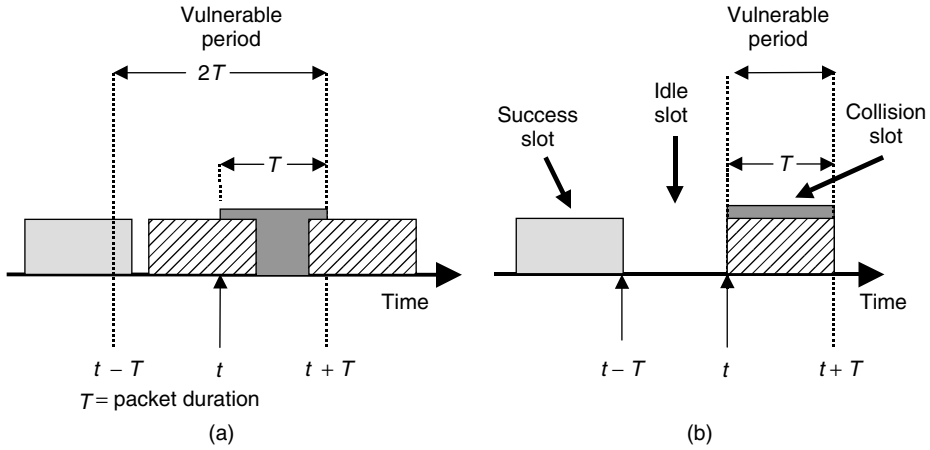 Vulnerable
period
2T
T
Time
t – T
t
t + T
T = packet duration
(a)
Vulnerable
period
Idle
slot
Success
slot
Collision
slot
T
Time
t – T
t
t + T
(b)